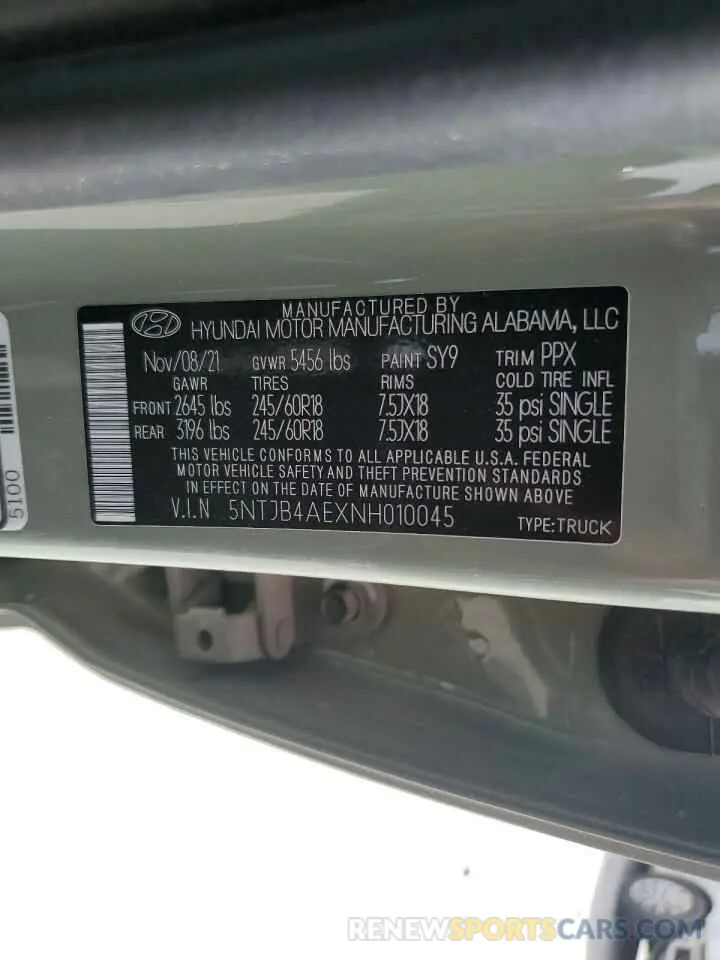 MANUFACTURED BY
HYUNDAI MOTOR MANUFACTURING ALABAMA, LLC
Nov/08/21 GVWR 5456 lbs PAINT SY9 TRIM PPX
GAWR TIRES RIMS COLD TIRE INFL
FRONT 2645 lbs 245/60R18 7.5JX18 35 psi SINGLE
REAR 3196 lbs 245/60R18 7.5JX18 35 psi SINGLE
THIS VEHICLE CONFORMS TO ALL APPLICABLE U.S.A. FEDERAL
MOTOR VEHICLE SAFETY AND THEFT PREVENTION STANDARDS
IN EFFECT ON THE DATE OF MANUFACTURE SHOWN ABOVE
V.I.N 5NTJB4AEXNH010045 TYPE:TRUCK
5100
RENEWSPORTSCARS.COM